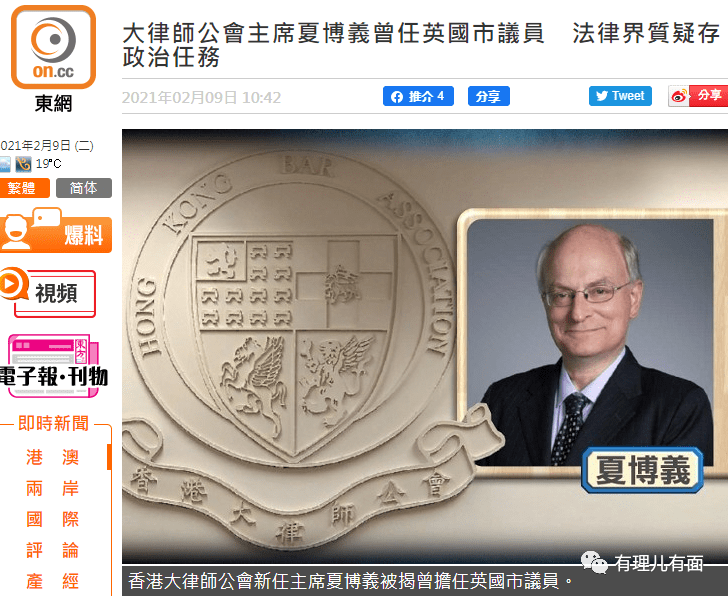 on.cc
東網
021年2月9日 (二)
19°C
繁體
简体
爆料
視頻
東方
電子報·刊物
即時新聞
港澳
兩岸
國際
評論
產經
大律師公會主席夏博義曾任英國市議員 法律界質疑存
政治任務
2021年02月09日 10:42
推介 4
分享
Tweet
分享
HONG KONG BAR ASSOCIATION
香港大律師公會
夏博義
有理儿有面
香港大律師公會新任主席夏博義被揭曾擔任英國市議員。